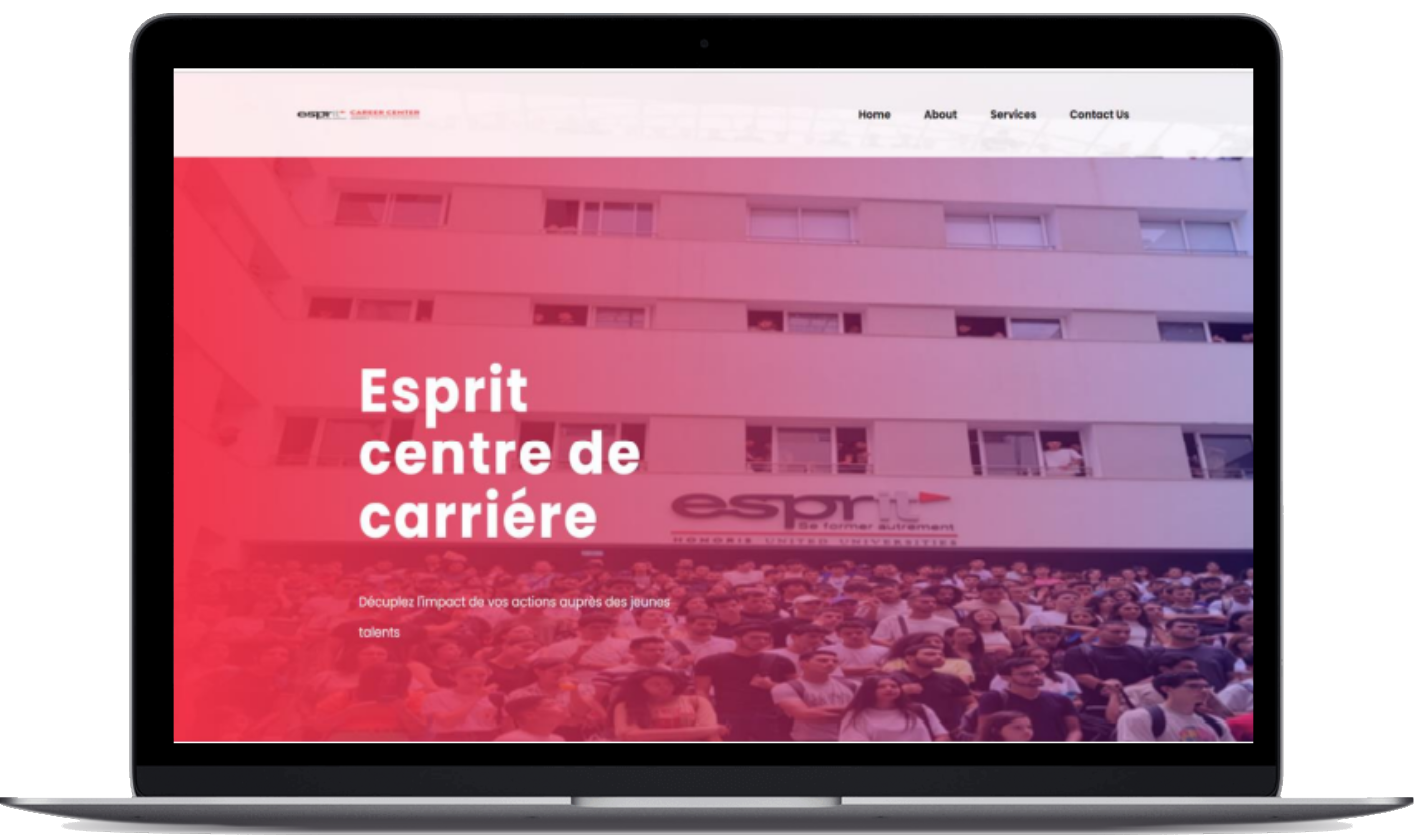 esprit CAREER CENTER
Home About Services Contact Us
Esprit
centre de
carriére
esprit
Se former autrement
HONORIS UNITED UNIVERSITIES
Décuplez l'impact de vos actions auprès des jeunes
talents